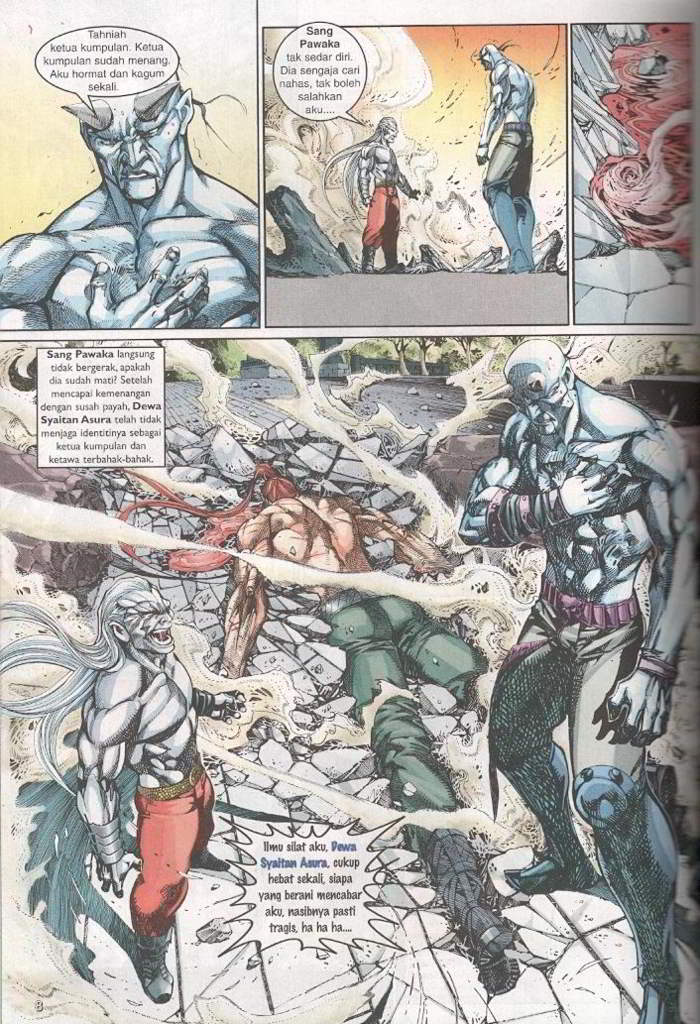 Tahniah
ketua kumpulan. Ketua
kumpulan sudah menang.
Aku hormat dan kagum
sekali.
Sang
Pawaka
tak sedar diri.
Dia sengaja cari
nahas, tak boleh
salahkan
aku....
Sang Pawaka langsung
tidak bergerak, apakah
dia sudah mati? Setelah
mencapai kemenangan
dengan susah payah, Dewa
Syaitan Asura telah tidak
menjaga identitinya sebagai
ketua kumpulan dan
ketawa terbahak-bahak.
Ilmu silat aku, Dewa
Syaitan Asura, cukup
hebat sekali, siapa
yang berani mencabar
aku, nasibnya pasti
tragis, ha ha ha....
8